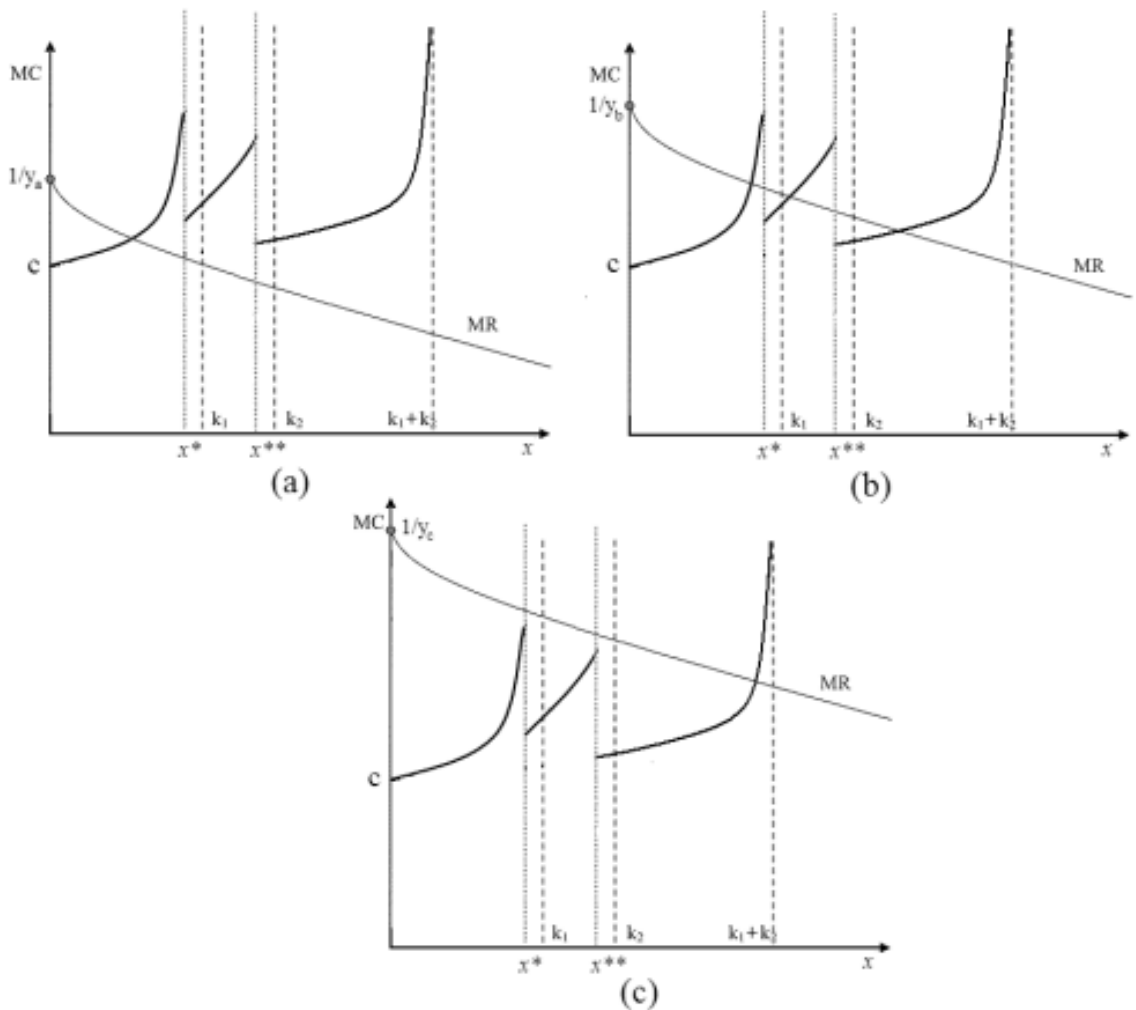 MC
1/yₐ
c
MR
k₁ k₂ k₁+k₂
x* x** x
(a)
MC
1/y_b
c
MR
k₁ k₂ k₁+k₂
x* x** x
(b)
MC 1/y_c
c
MR
k₁ k₂ k₁+k₂
x* x** x
(c)